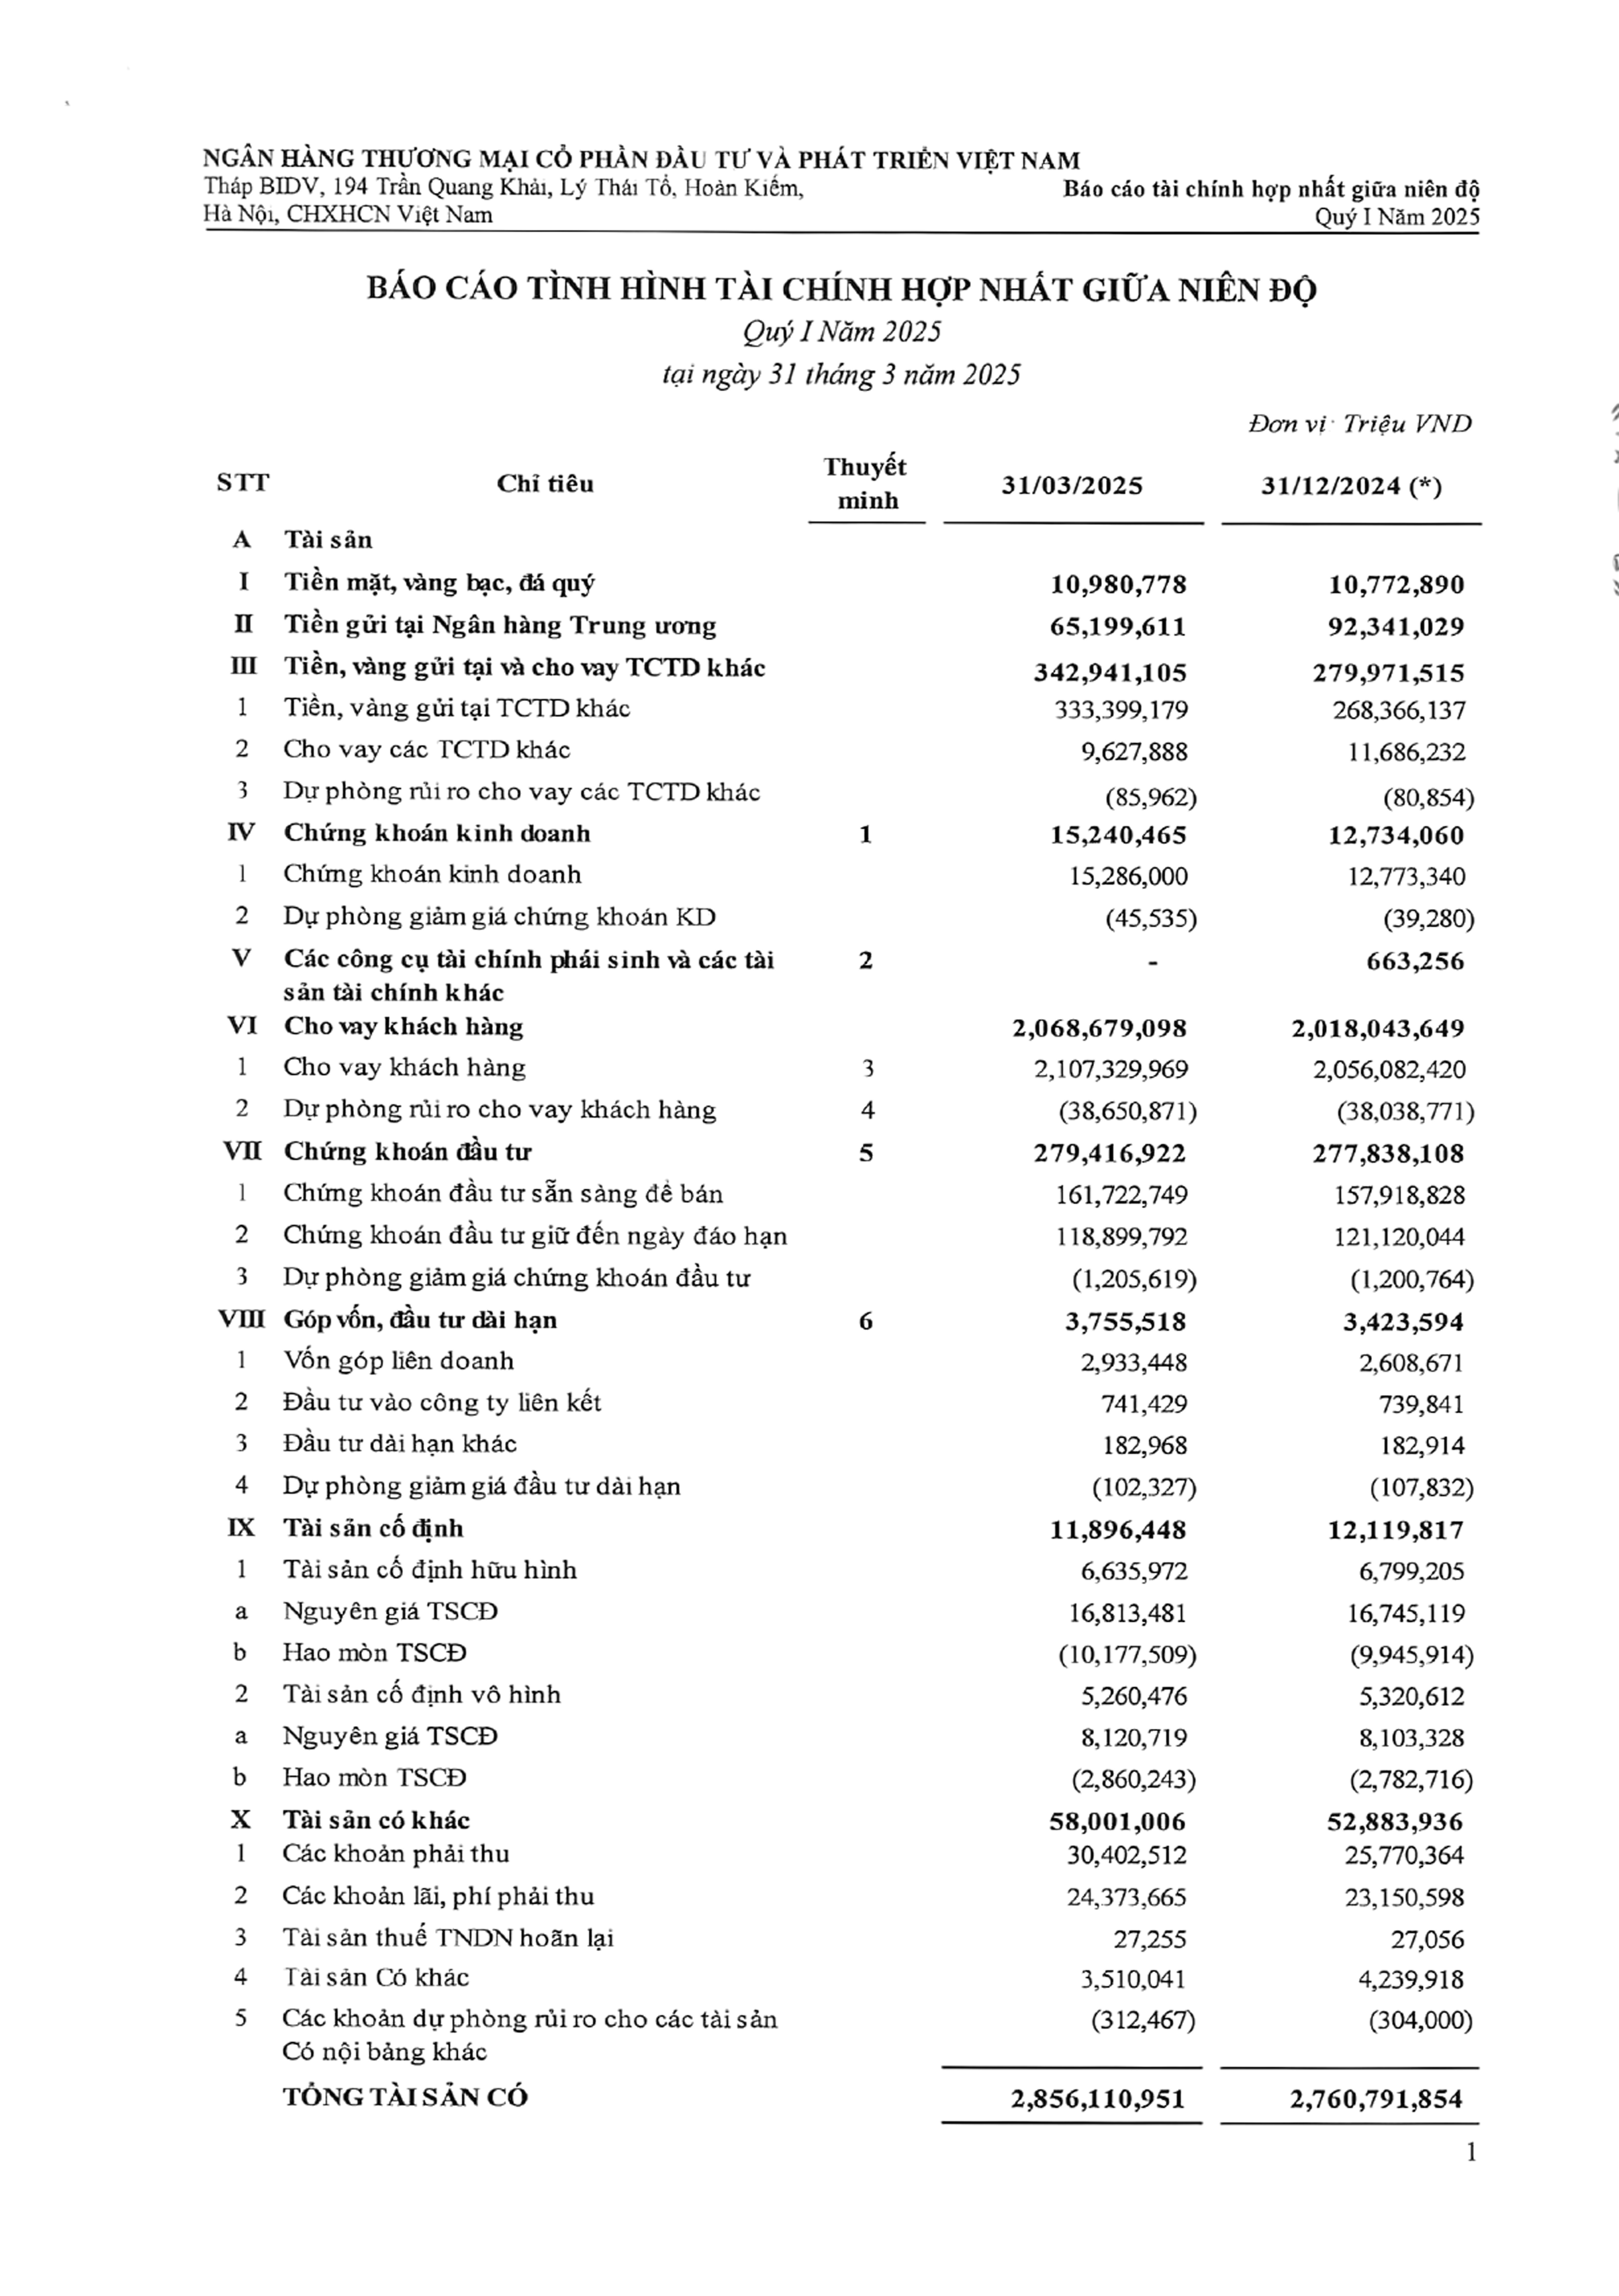 NGÂN HÀNG THƯƠNG MẠI CỔ PHẦN ĐẦU TƯ VÀ PHÁT TRIỂN VIỆT NAM
Tháp BIDV, 194 Trần Quang Khải, Lý Thái Tổ, Hoàn Kiếm, Báo cáo tài chính hợp nhất giữa niên độ
Hà Nội, CHXHCN Việt Nam Quý I Năm 2025
BÁO CÁO TÌNH HÌNH TÀI CHÍNH HỢP NHẤT GIỮA NIÊN ĐỘ
Quý I Năm 2025
tại ngày 31 tháng 3 năm 2025
Đơn vị: Triệu VND
STT Chỉ tiêu Thuyết minh 31/03/2025 31/12/2024 (*)
A Tài sản
I Tiền mặt, vàng bạc, đá quý 10,980,778 10,772,890
II Tiền gửi tại Ngân hàng Trung ương 65,199,611 92,341,029
III Tiền, vàng gửi tại và cho vay TCTD khác 342,941,105 279,971,515
1 Tiền, vàng gửi tại TCTD khác 333,399,179 268,366,137
2 Cho vay các TCTD khác 9,627,888 11,686,232
3 Dự phòng rủi ro cho vay các TCTD khác (85,962) (80,854)
IV Chứng khoán kinh doanh 1 15,240,465 12,734,060
1 Chứng khoán kinh doanh 15,286,000 12,773,340
2 Dự phòng giảm giá chứng khoán KD (45,535) (39,280)
V Các công cụ tài chính phái sinh và các tài 2 - 663,256
sản tài chính khác
VI Cho vay khách hàng 2,068,679,098 2,018,043,649
1 Cho vay khách hàng 3 2,107,329,969 2,056,082,420
2 Dự phòng rủi ro cho vay khách hàng 4 (38,650,871) (38,038,771)
VII Chứng khoán đầu tư 5 279,416,922 277,838,108
1 Chứng khoán đầu tư sẵn sàng để bán 161,722,749 157,918,828
2 Chứng khoán đầu tư giữ đến ngày đáo hạn 118,899,792 121,120,044
3 Dự phòng giảm giá chứng khoán đầu tư (1,205,619) (1,200,764)
VIII Góp vốn, đầu tư dài hạn 6 3,755,518 3,423,594
1 Vốn góp liên doanh 2,933,448 2,608,671
2 Đầu tư vào công ty liên kết 741,429 739,841
3 Đầu tư dài hạn khác 182,968 182,914
4 Dự phòng giảm giá đầu tư dài hạn (102,327) (107,832)
IX Tài sản cố định 11,896,448 12,119,817
1 Tài sản cố định hữu hình 6,635,972 6,799,205
a Nguyên giá TSCĐ 16,813,481 16,745,119
b Hao mòn TSCĐ (10,177,509) (9,945,914)
2 Tài sản cố định vô hình 5,260,476 5,320,612
a Nguyên giá TSCĐ 8,120,719 8,103,328
b Hao mòn TSCĐ (2,860,243) (2,782,716)
X Tài sản có khác 58,001,006 52,883,936
1 Các khoản phải thu 30,402,512 25,770,364
2 Các khoản lãi, phí phải thu 24,373,665 23,150,598
3 Tài sản thuế TNDN hoãn lại 27,255 27,056
4 Tài sản Có khác 3,510,041 4,239,918
5 Các khoản dự phòng rủi ro cho các tài sản (312,467) (304,000)
Có nội bảng khác
TỔNG TÀI SẢN CÓ 2,856,110,951 2,760,791,854
1